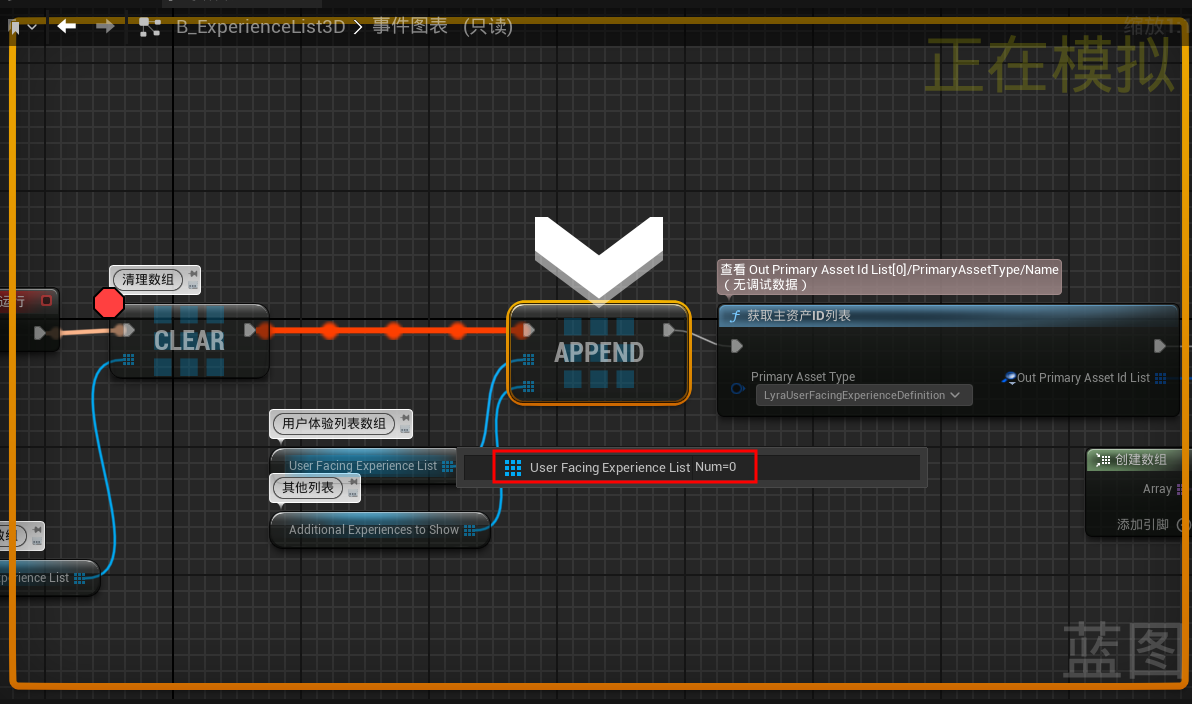 B_ExperienceList3D > 事件图表 (只读)
缩放1:1
正在模拟
清理数组
运行
CLEAR
APPEND
查看 Out Primary Asset Id List[0]/PrimaryAssetType/Name
（无调试数据）
获取主资产ID列表
Primary Asset Type
LyraUserFacingExperienceDefinition
Out Primary Asset Id List
用户体验列表数组
User Facing Experience List
User Facing Experience List Num=0
其他列表
Additional Experiences to Show
数组
perience List
创建数组
Array
添加引脚
蓝图